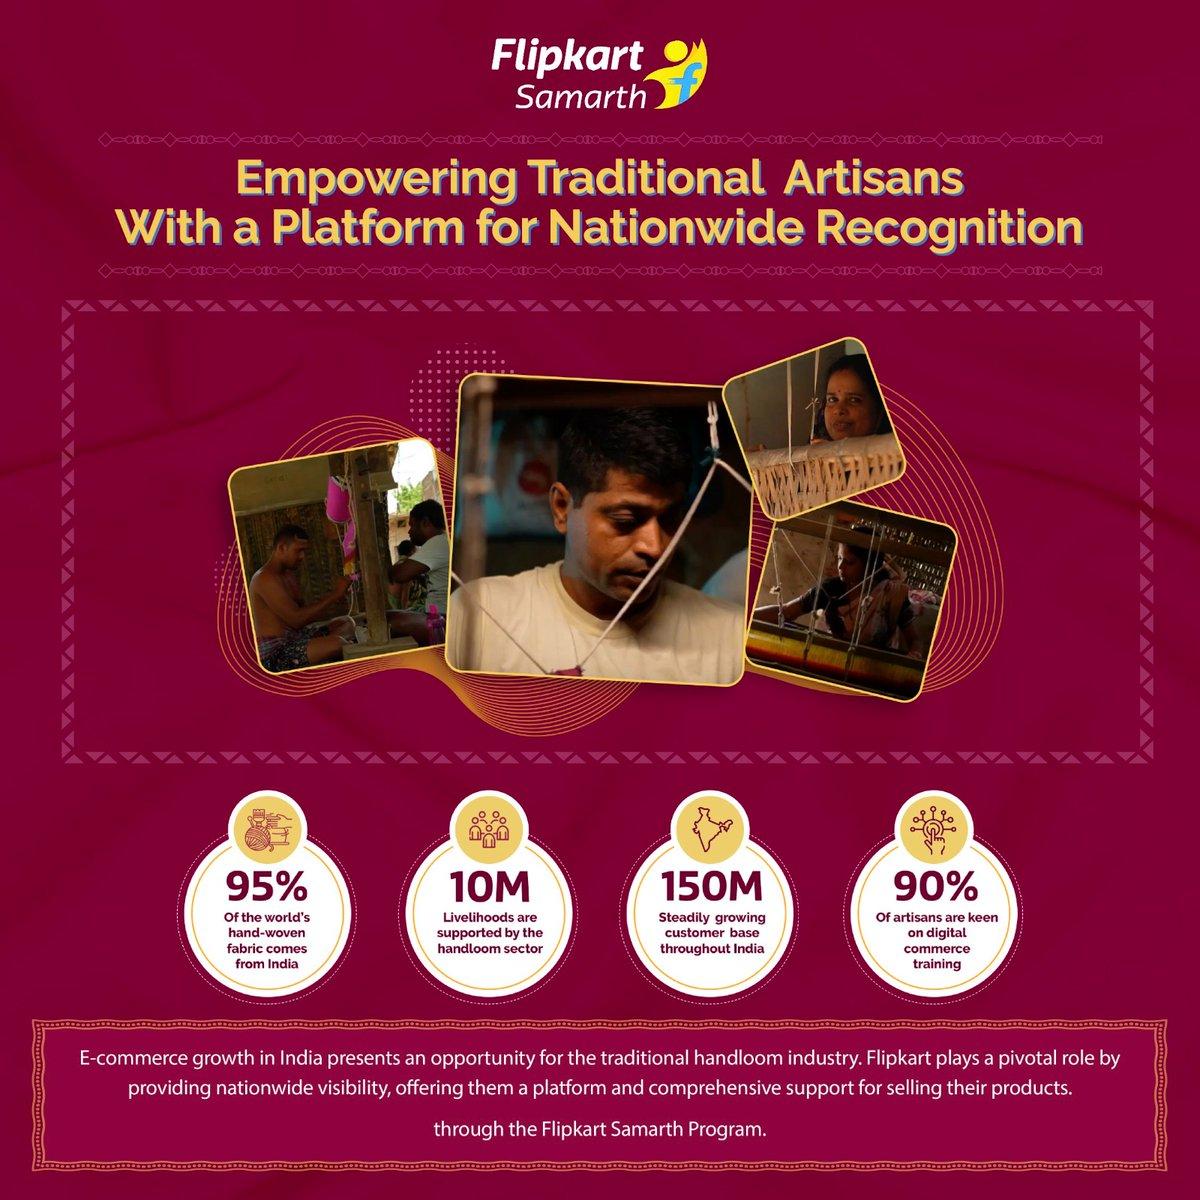 Flipkart
Samarth
Empowering Traditional Artisans
With a Platform for Nationwide Recognition
95%
Of the world's
hand-woven
fabric comes
from India
10M
Livelihoods are
supported by the
handloom sector
150M
Steadily growing
customer base
throughout India
90%
Of artisans are keen
on digital
commerce
training
E-commerce growth in India presents an opportunity for the traditional handloom industry. Flipkart plays a pivotal role by
providing nationwide visibility, offering them a platform and comprehensive support for selling their products.
through the Flipkart Samarth Program.